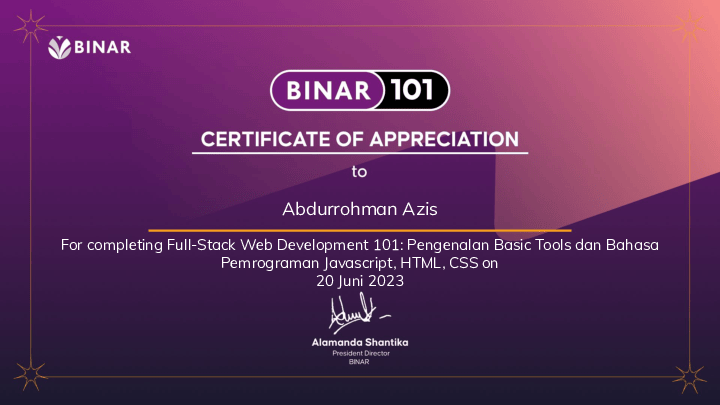 BINAR
BINAR 101
CERTIFICATE OF APPRECIATION
to
Abdurrohman Azis
For completing Full-Stack Web Development 101: Pengenalan Basic Tools dan Bahasa
Pemrograman Javascript, HTML, CSS on
20 Juni 2023
Alamanda Shantika
President Director
BINAR